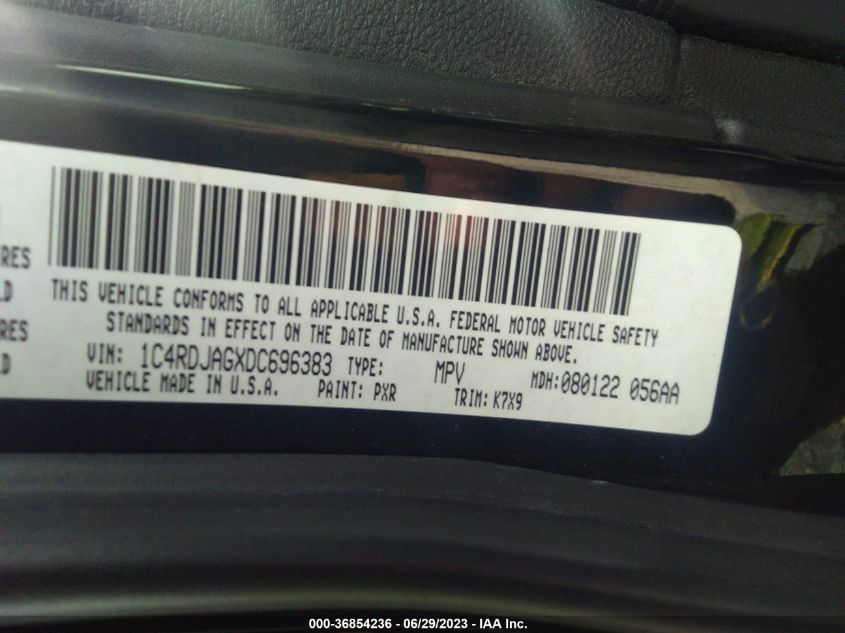 RES
LD
RES
LD
THIS VEHICLE CONFORMS TO ALL APPLICABLE U.S.A. FEDERAL MOTOR VEHICLE SAFETY
STANDARDS IN EFFECT ON THE DATE OF MANUFACTURE SHOWN ABOVE.
VIN: 1C4RDJAGXDC696383 TYPE: MPV MDH:080122 056AA
VEHICLE MADE IN U.S.A. PAINT: PXR TRIM: K7X9
000-36854236 - 06/29/2023 - IAA Inc.